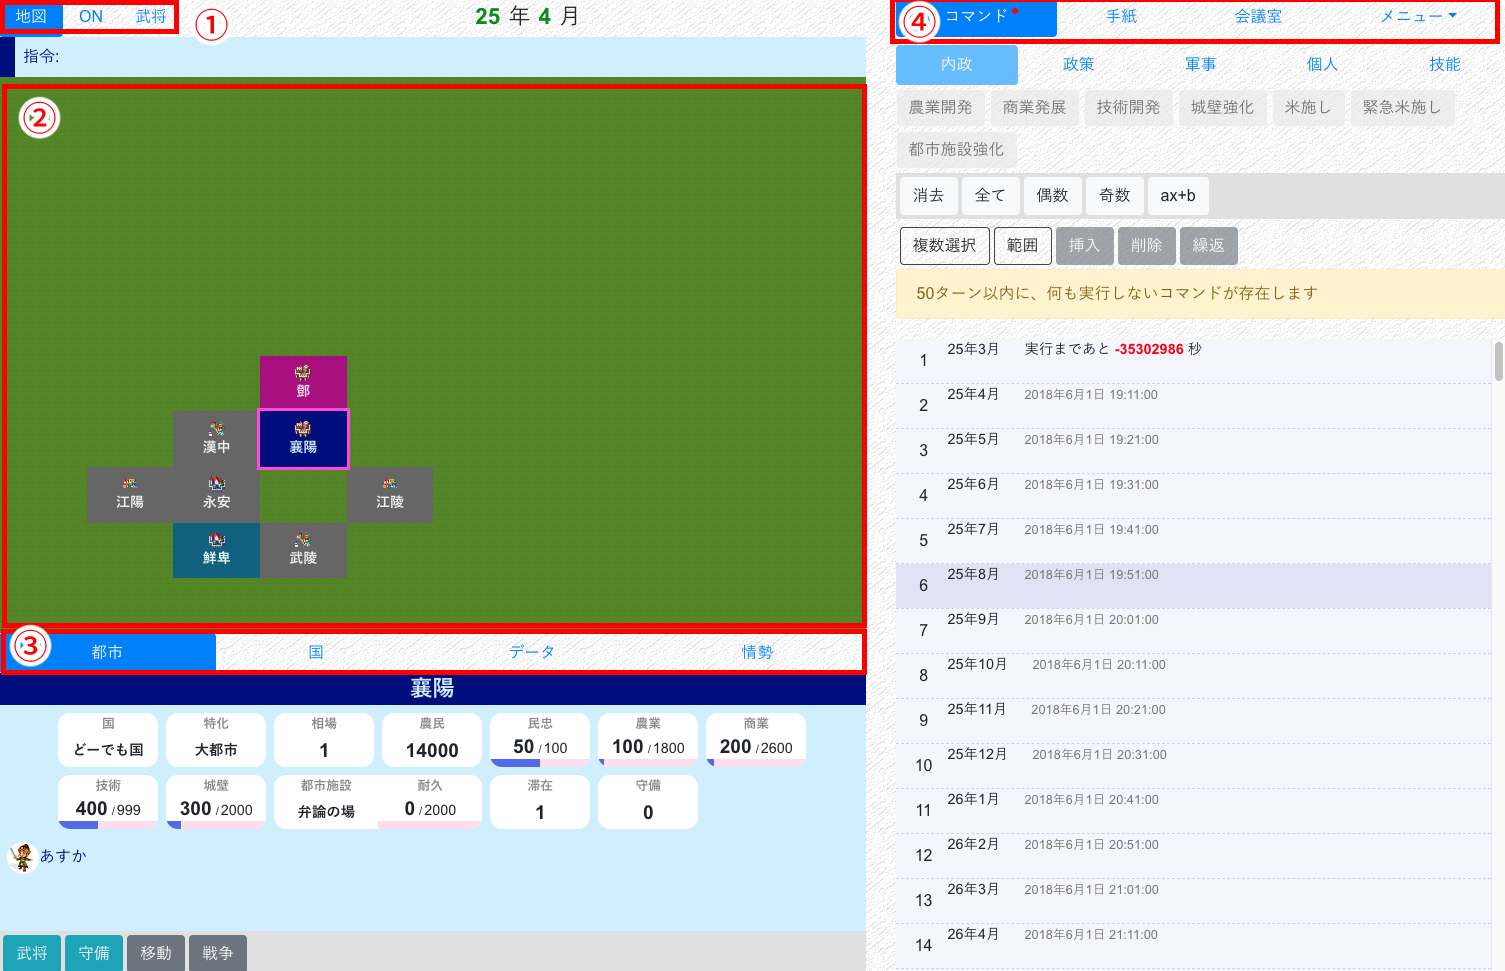 地図 ON 武将 ①
25 年 4 月
指令:
②
鄧
漢中 襄陽
江陽 永安 江陵
鮮卑 武陵
③ 都市 国 データ 情勢
襄陽
国 特化 相場 農民 民忠 農業 商業
どーでも国 大都市 1 14000 50 /100 100 /1800 200 /2600
技術 城壁 都市施設 耐久 滞在 守備
400 /999 300 /2000 弁論の場 0 /2000 1 0
あすか
武将 守備 移動 戦争
④ コマンド 手紙 会議室 メニュー
内政 政策 軍事 個人 技能
農業開発 商業発展 技術開発 城壁強化 米施し 緊急米施し
都市施設強化
消去 全て 偶数 奇数 ax+b
複数選択 範囲 挿入 削除 繰返
50ターン以内に、何も実行しないコマンドが存在します
1 25年3月 実行まであと -35302986 秒
2 25年4月 2018年6月1日 19:11:00
3 25年5月 2018年6月1日 19:21:00
4 25年6月 2018年6月1日 19:31:00
5 25年7月 2018年6月1日 19:41:00
6 25年8月 2018年6月1日 19:51:00
7 25年9月 2018年6月1日 20:01:00
8 25年10月 2018年6月1日 20:11:00
9 25年11月 2018年6月1日 20:21:00
10 25年12月 2018年6月1日 20:31:00
11 26年1月 2018年6月1日 20:41:00
12 26年2月 2018年6月1日 20:51:00
13 26年3月 2018年6月1日 21:01:00
14 26年4月 2018年6月1日 21:11:00